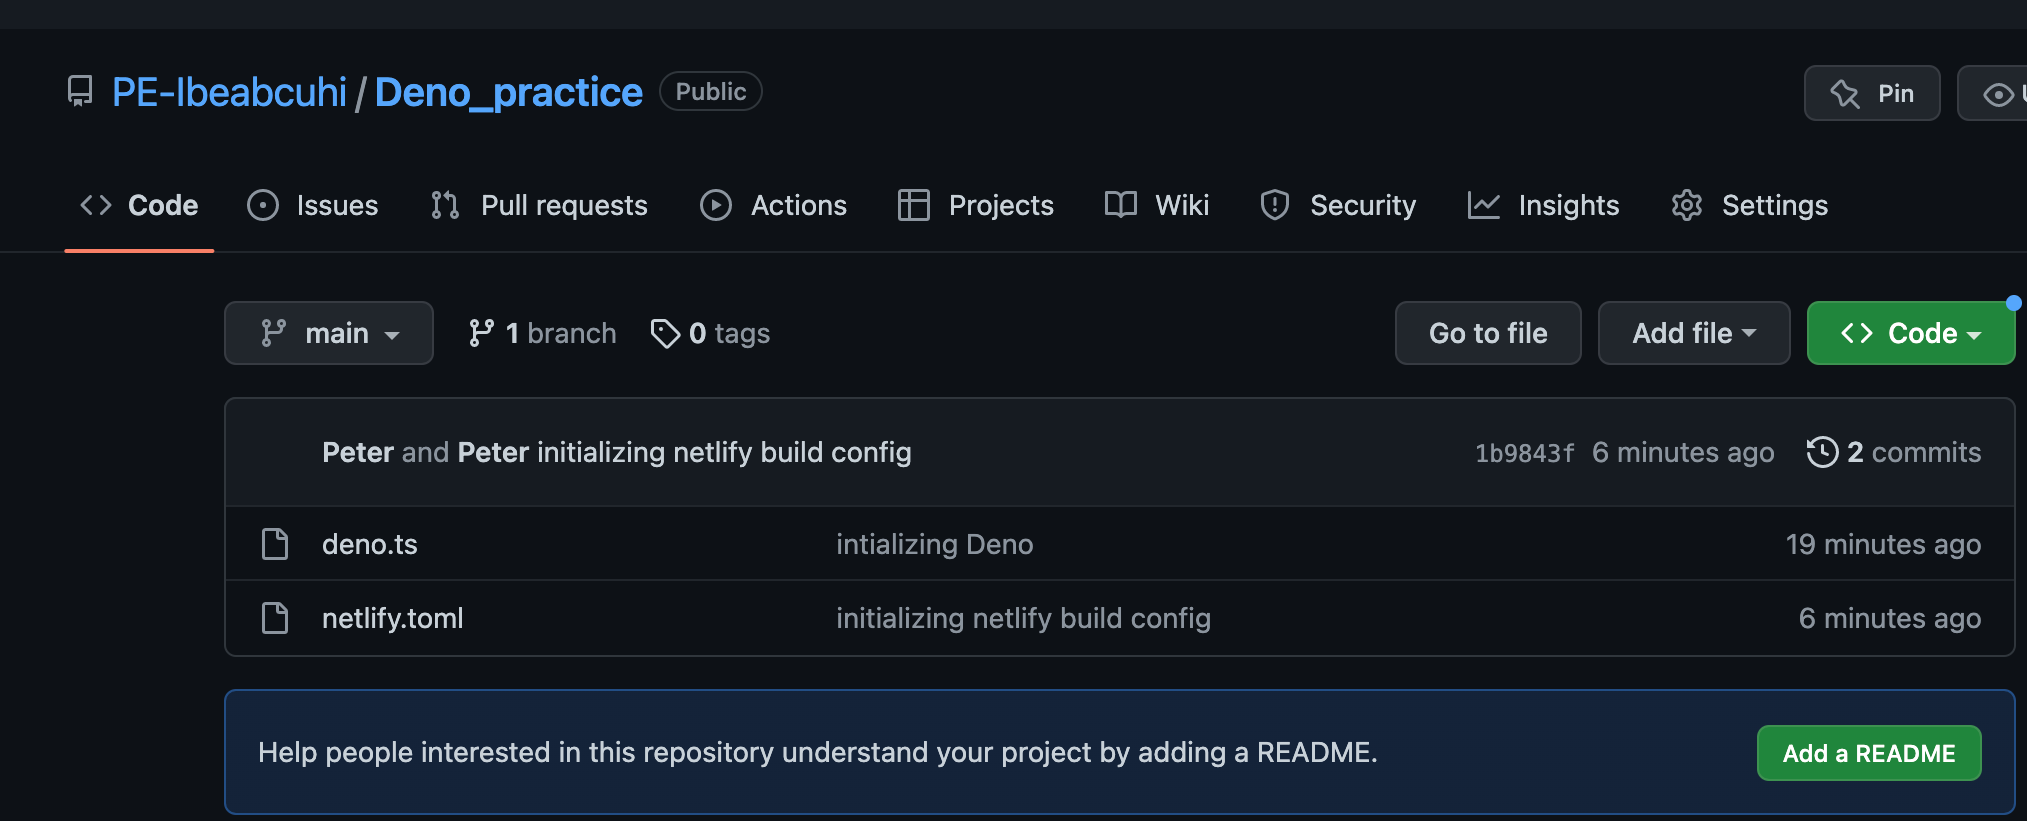 PE-Ibeabcuhi / Deno_practice Public
Pin
Code Issues Pull requests Actions Projects Wiki Security Insights Settings
main 1 branch 0 tags Go to file Add file Code
Peter and Peter initializing netlify build config 1b9843f 6 minutes ago 2 commits
deno.ts intializing Deno 19 minutes ago
netlify.toml initializing netlify build config 6 minutes ago
Help people interested in this repository understand your project by adding a README. Add a README